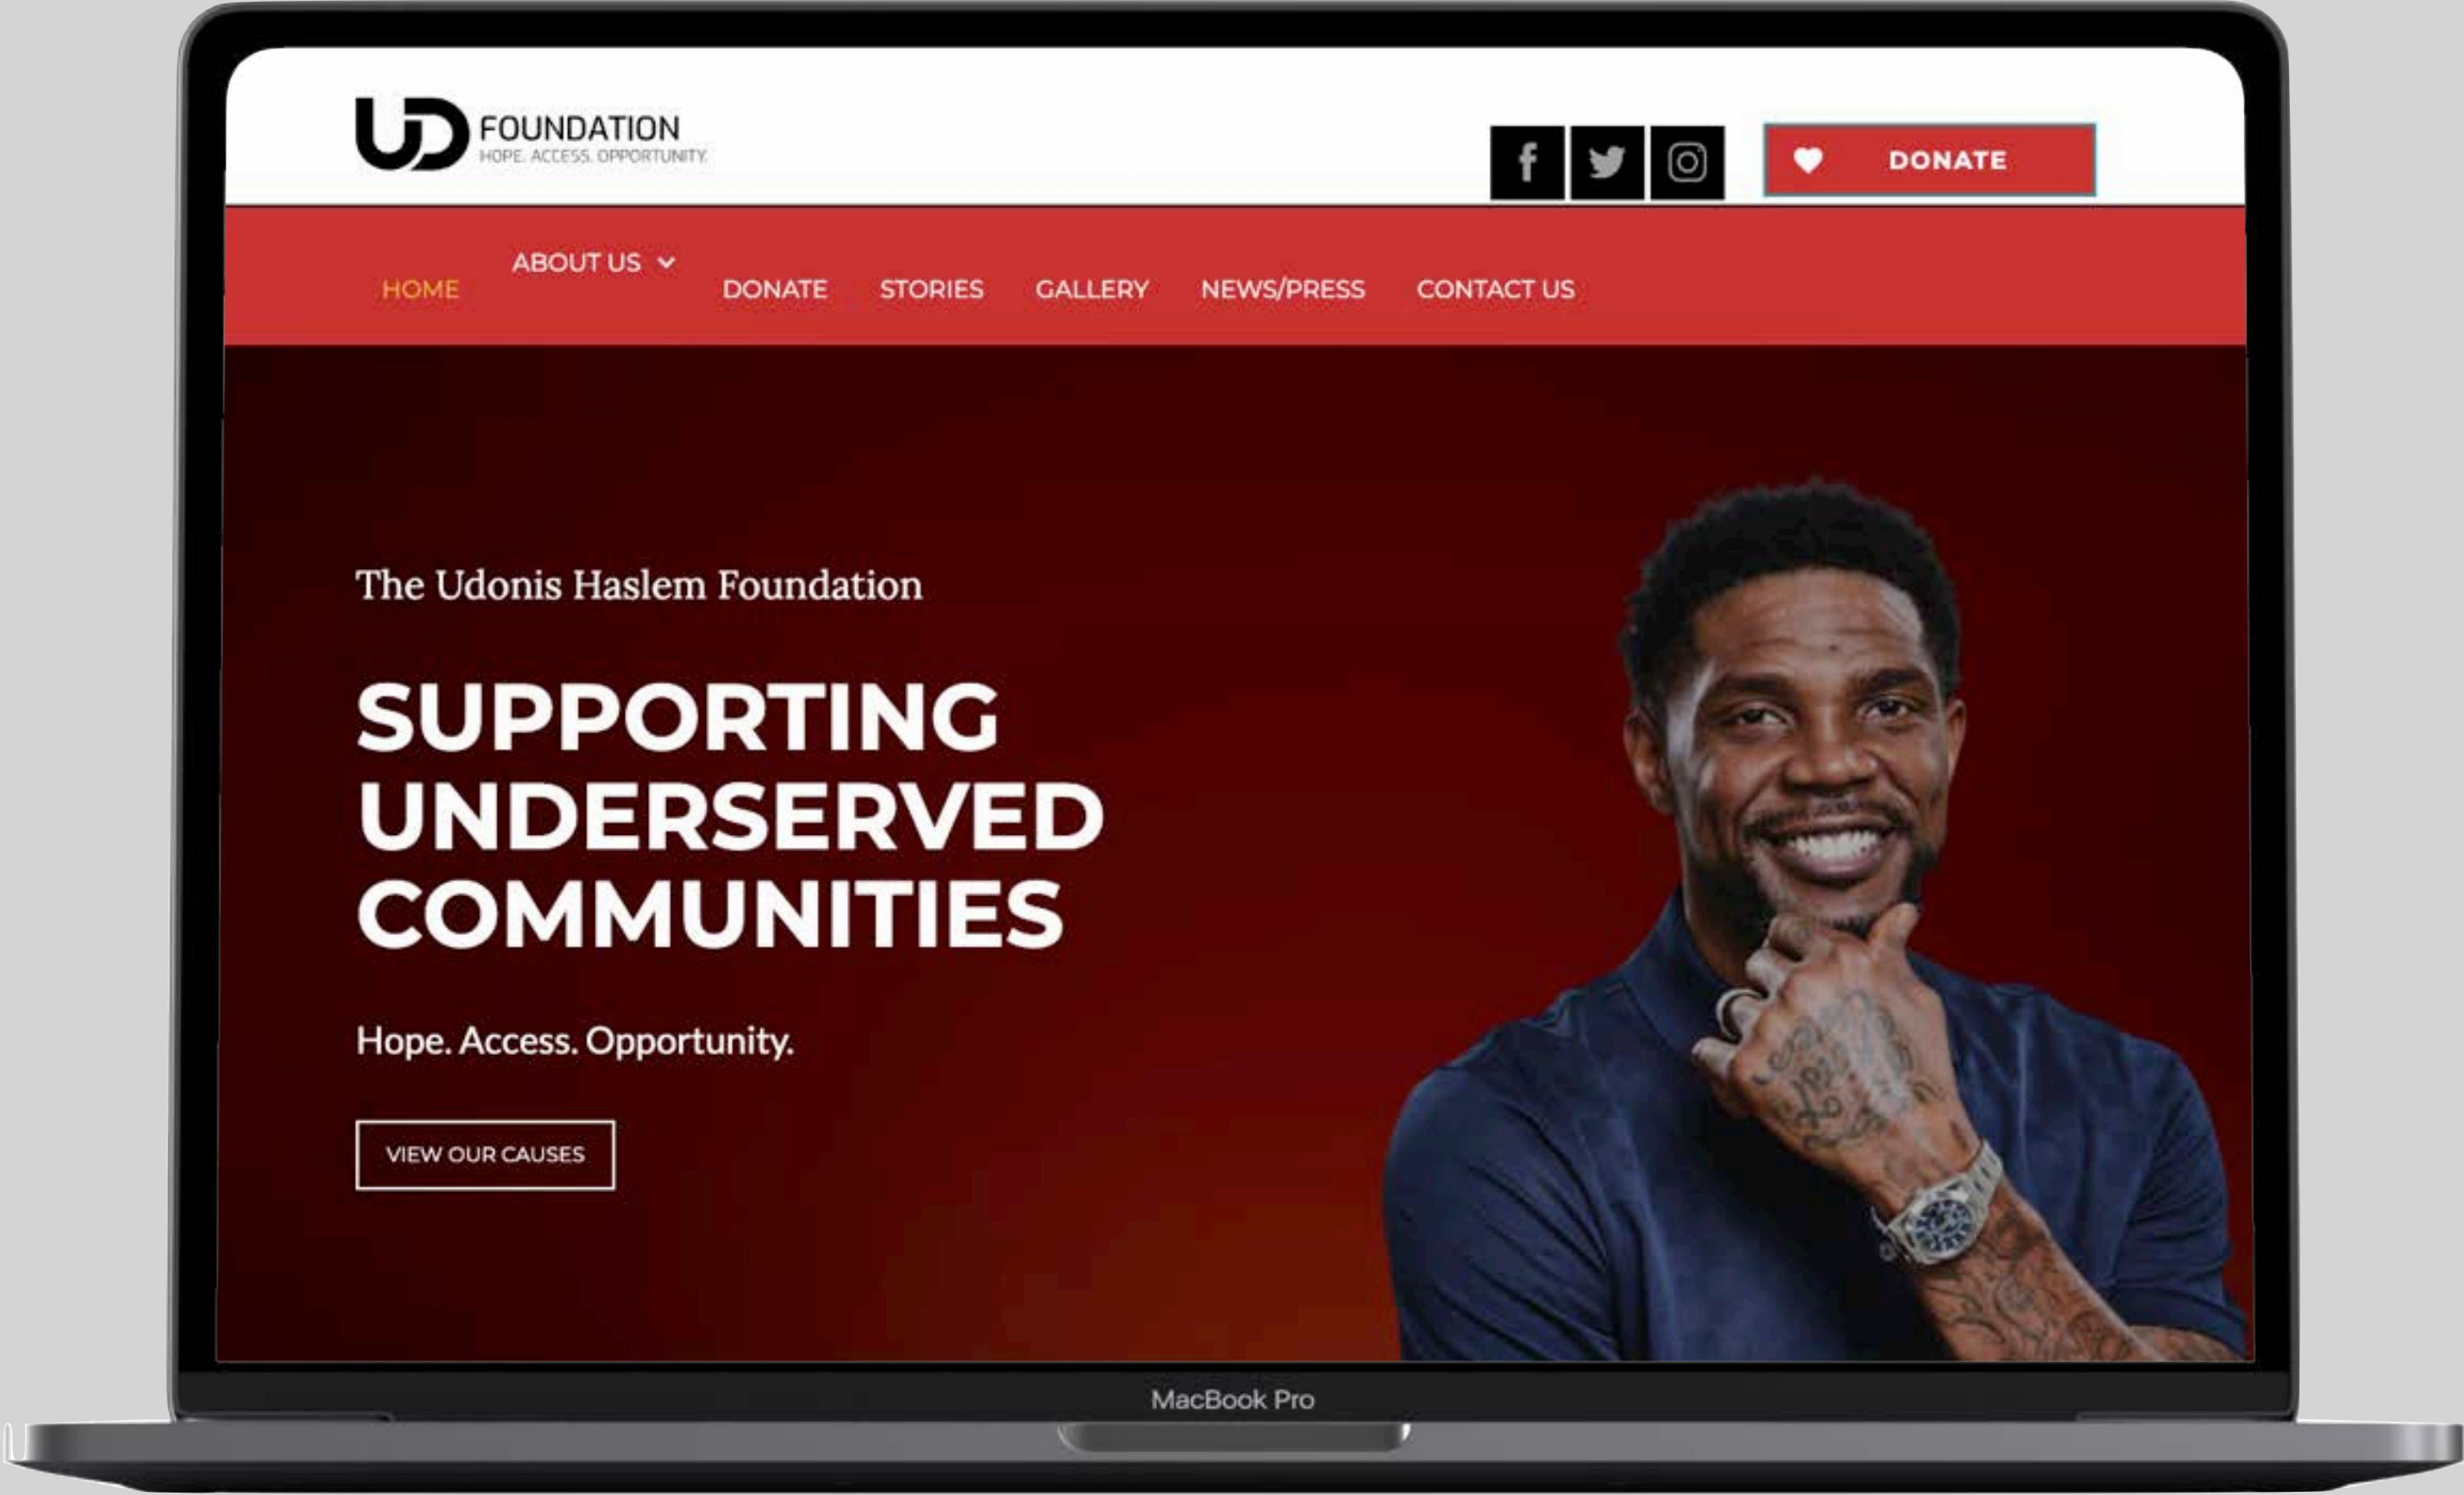 UD FOUNDATION
HOPE. ACCESS. OPPORTUNITY.
DONATE
HOME
ABOUT US
DONATE
STORIES
GALLERY
NEWS/PRESS
CONTACT US
The Udonis Haslem Foundation
SUPPORTING
UNDERSERVED
COMMUNITIES
Hope. Access. Opportunity.
VIEW OUR CAUSES
MacBook Pro